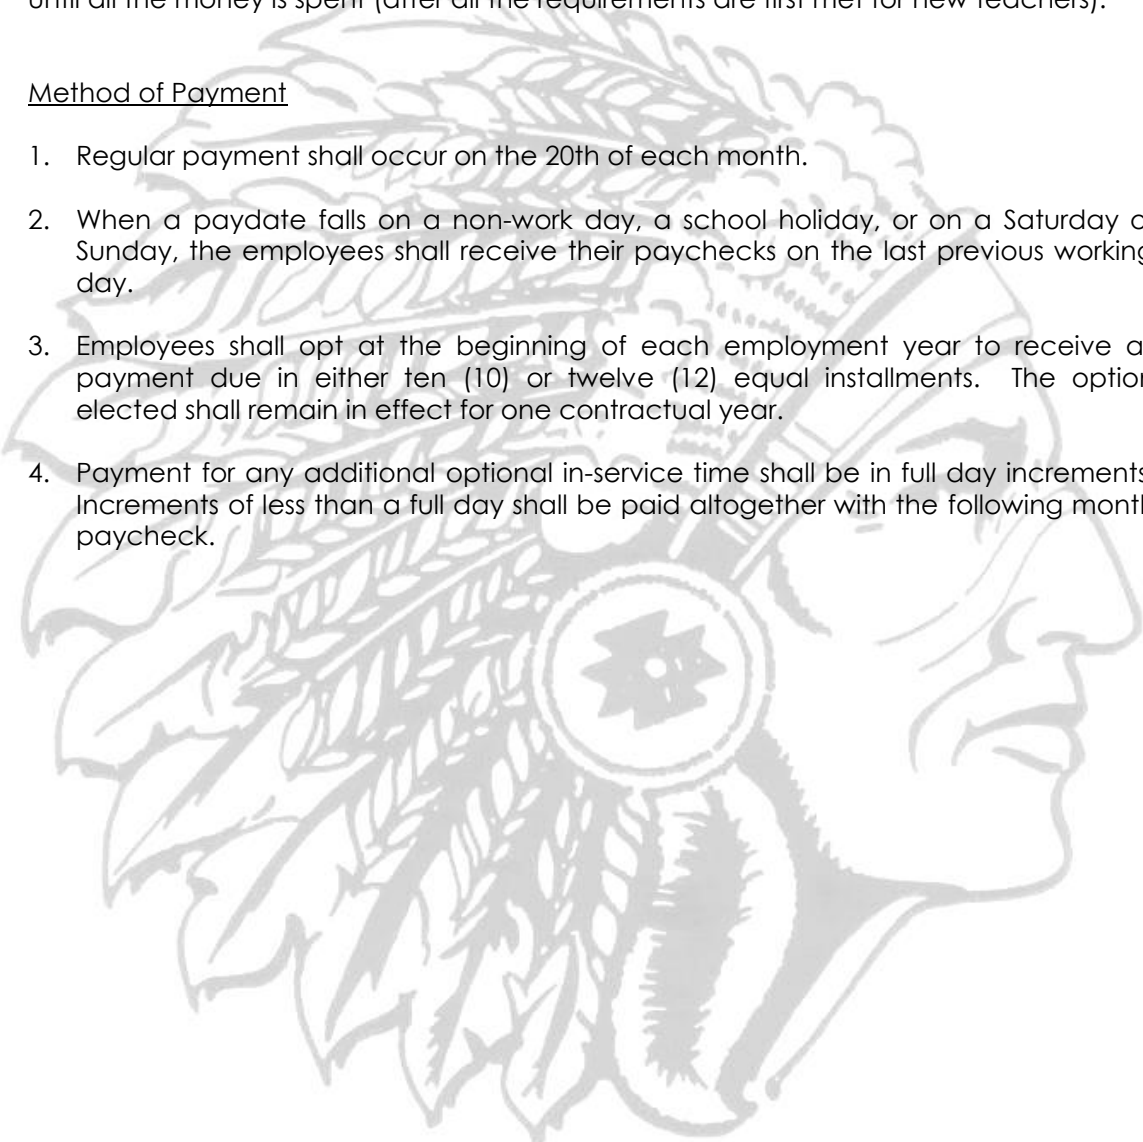 until all the money is spent (after all the requirements are first met for new teachers).
Method of Payment
1. Regular payment shall occur on the 20th of each month.
2. When a paydate falls on a non-work day, a school holiday, or on a Saturday o
Sunday, the employees shall receive their paychecks on the last previous working
day.
3. Employees shall opt at the beginning of each employment year to receive a
payment due in either ten (10) or twelve (12) equal installments. The option
elected shall remain in effect for one contractual year.
4. Payment for any additional optional in-service time shall be in full day increments
Increments of less than a full day shall be paid altogether with the following month
paycheck.